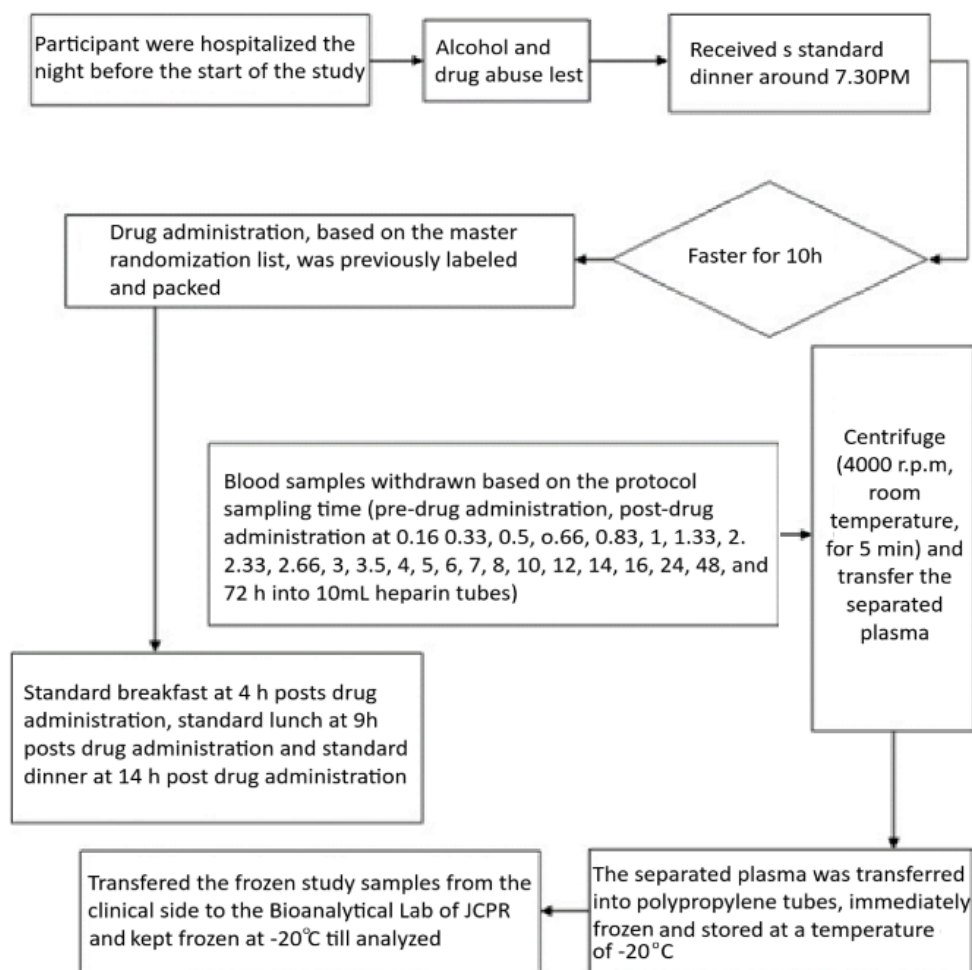 Participant were hospitalized the
night before the start of the study
Alcohol and
drug abuse lest
Received s standard
dinner around 7.30PM
Faster for 10h
Drug administration, based on the master
randomization list, was previously labeled
and packed
Standard breakfast at 4 h posts drug
administration, standard lunch at 9h
posts drug administration and standard
dinner at 14 h post drug administration
Blood samples withdrawn based on the protocol
sampling time (pre-drug administration, post-drug
administration at 0.16 0.33, 0.5, o.66, 0.83, 1, 1.33, 2.
2.33, 2.66, 3, 3.5, 4, 5, 6, 7, 8, 10, 12, 14, 16, 24, 48, and
72 h into 10mL heparin tubes)
Centrifuge
(4000 r.p.m,
room
temperature,
for 5 min) and
transfer the
separated
plasma
The separated plasma was transferred
into polypropylene tubes, immediately
frozen and stored at a temperature
of -20°C
Transfered the frozen study samples from the
clinical side to the Bioanalytical Lab of JCPR
and kept frozen at -20℃ till analyzed